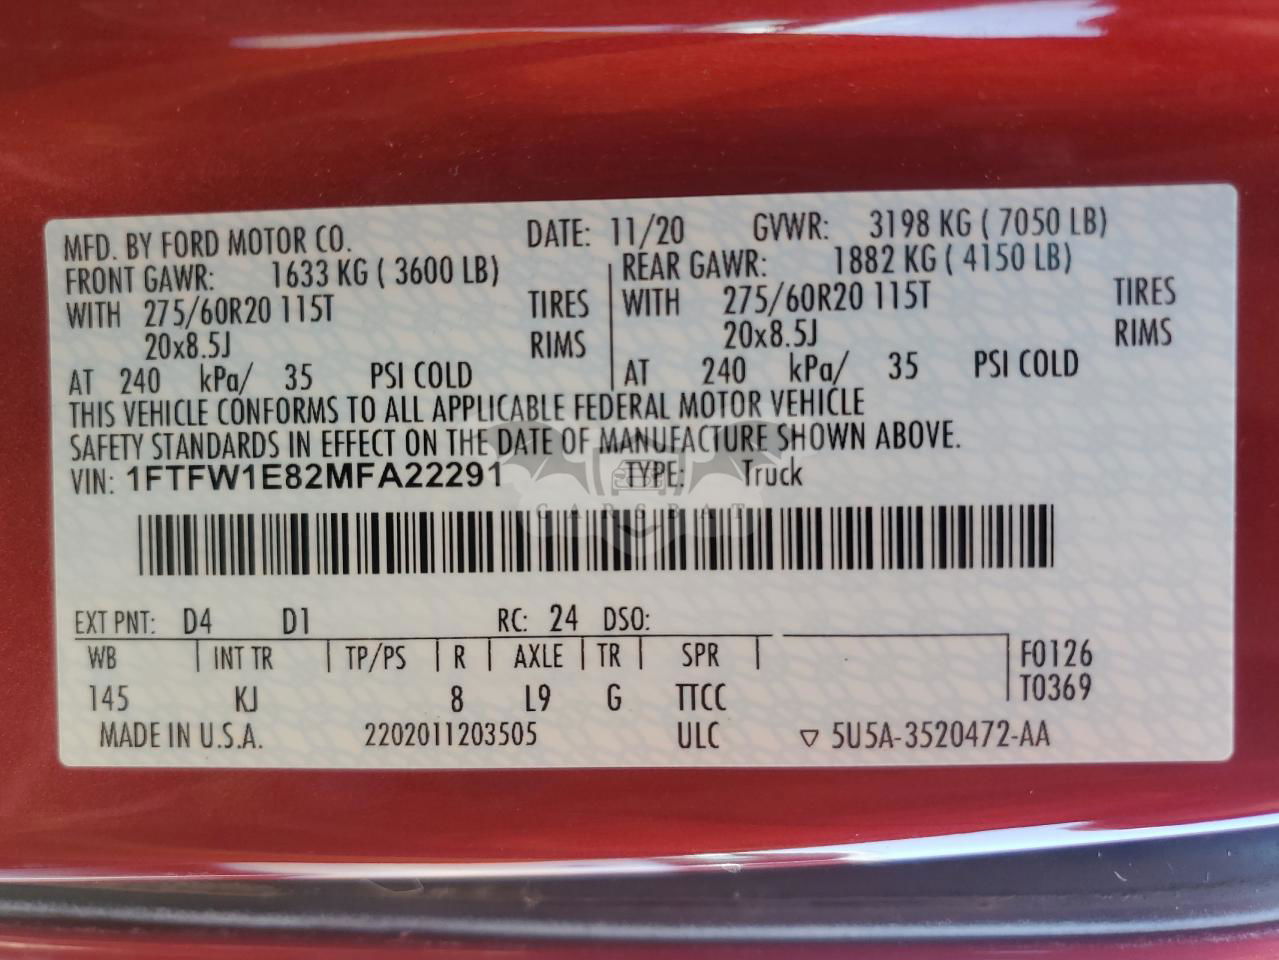 MFD. BY FORD MOTOR CO. DATE: 11/20 GVWR: 3198 KG ( 7050 LB)
FRONT GAWR: 1633 KG ( 3600 LB) REAR GAWR: 1882 KG ( 4150 LB)
WITH 275/60R20 115T TIRES WITH 275/60R20 115T TIRES
20x8.5J RIMS 20x8.5J RIMS
AT 240 kPa/ 35 PSI COLD AT 240 kPa/ 35 PSI COLD
THIS VEHICLE CONFORMS TO ALL APPLICABLE FEDERAL MOTOR VEHICLE
SAFETY STANDARDS IN EFFECT ON THE DATE OF MANUFACTURE SHOWN ABOVE.
VIN: 1FTFW1E82MFA22291 TYPE: Truck
CARSBAT
EXT PNT: D4 D1 RC: 24 DSO:
WB INT TR TP/PS R AXLE TR SPR F0126
145 KJ 8 L9 G TTCC T0369
MADE IN U.S.A. 2202011203505 ULC ▽ 5U5A-3520472-AA